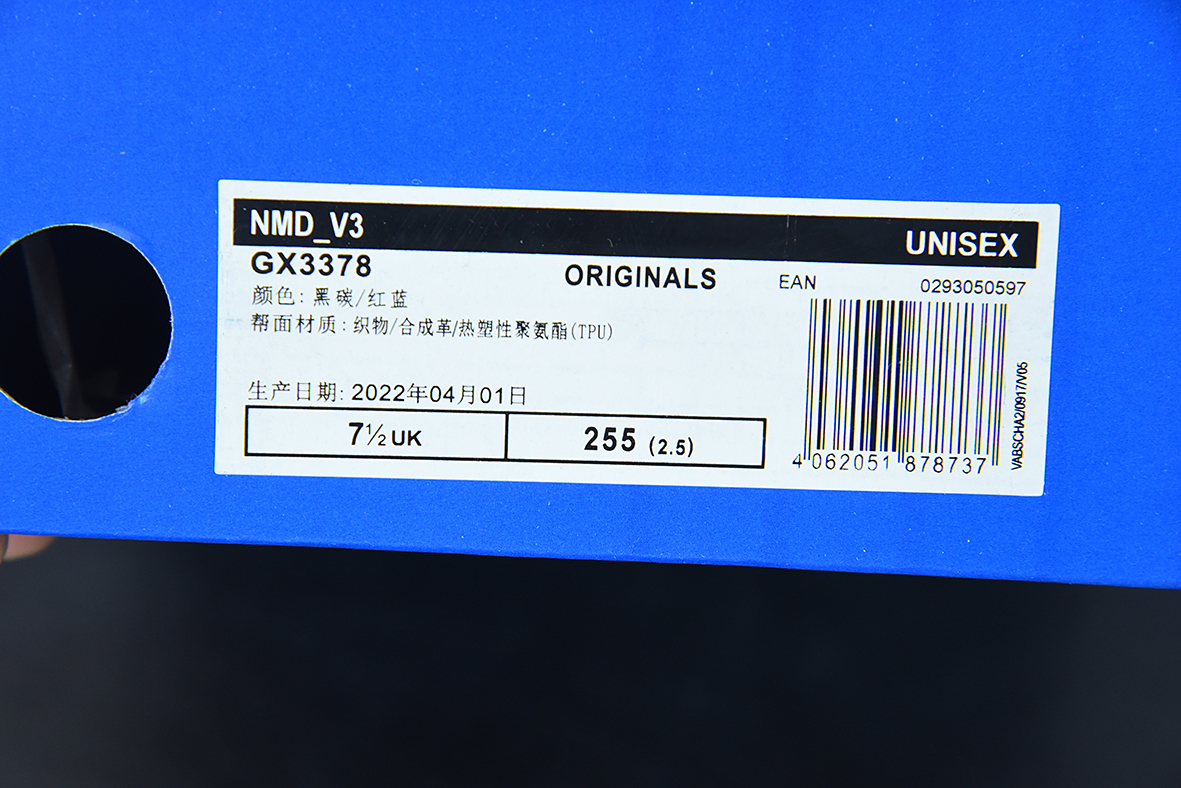 NMD_V3
UNISEX
GX3378
ORIGINALS
EAN
0293050597
颜色: 黑碳/红蓝
帮面材质: 织物/合成革/热塑性聚氨酯(TPU)
生产日期: 2022年04月01日
7½ UK
255 (2.5)
4 062051 878737
VABSCHA2/0917/V05